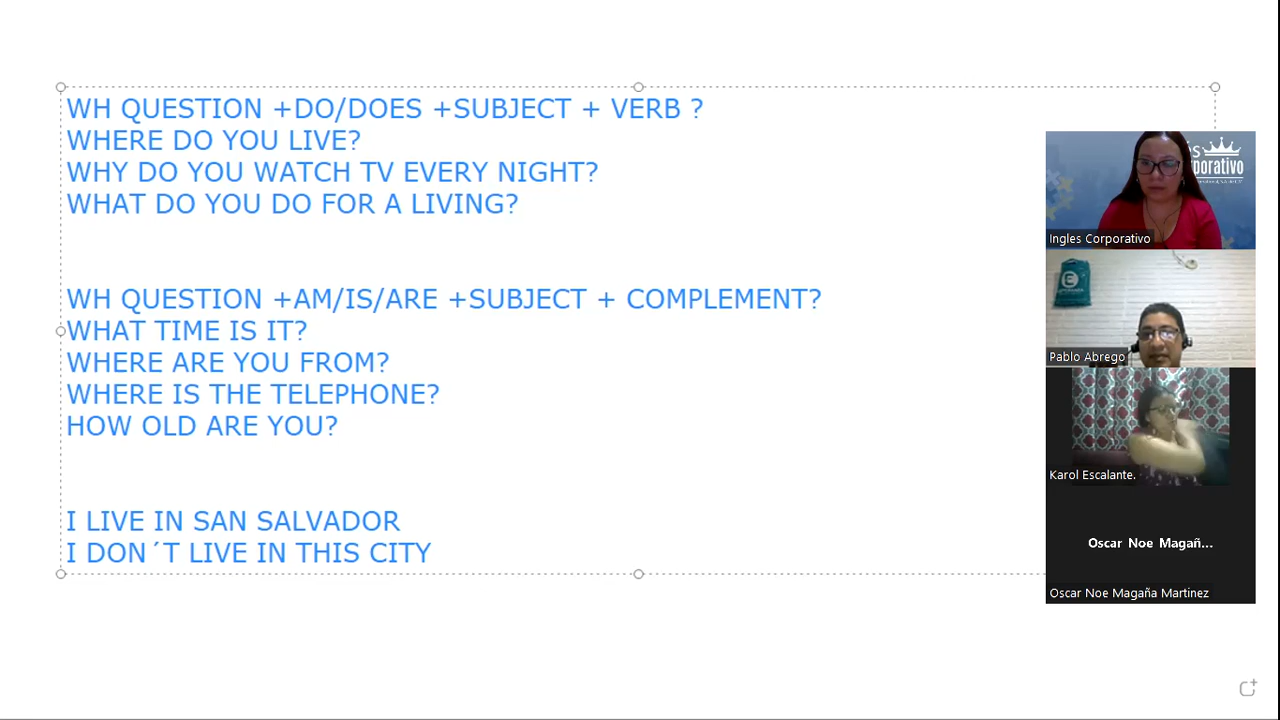 WH QUESTION +DO/DOES +SUBJECT + VERB ?
WHERE DO YOU LIVE?
WHY DO YOU WATCH TV EVERY NIGHT?
WHAT DO YOU DO FOR A LIVING?
WH QUESTION +AM/IS/ARE +SUBJECT + COMPLEMENT?
WHAT TIME IS IT?
WHERE ARE YOU FROM?
WHERE IS THE TELEPHONE?
HOW OLD ARE YOU?
I LIVE IN SAN SALVADOR
I DON´T LIVE IN THIS CITY
Ingles Corporativo
Pablo Abrego
Karol Escalante.
Oscar Noe Magañ...
Oscar Noe Magaña Martinez